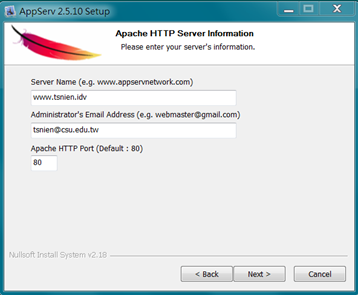 AppServ 2.5.10 Setup
Apache HTTP Server Information
Please enter your server's information.
Server Name (e.g. www.appservnetwork.com)
www.tsnien.idv
Administrator's Email Address (e.g. webmaster@gmail.com)
tsnien@csu.edu.tw
Apache HTTP Port (Default : 80)
80
Nullsoft Install System v2.18
< Back Next > Cancel